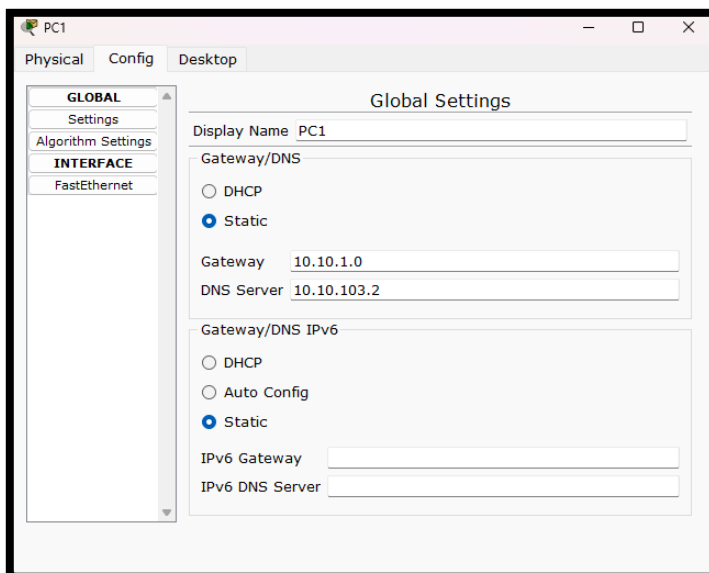 PC1
Physical Config Desktop
GLOBAL
Settings
Algorithm Settings
INTERFACE
FastEthernet
Global Settings
Display Name PC1
Gateway/DNS
DHCP
Static
Gateway 10.10.1.0
DNS Server 10.10.103.2
Gateway/DNS IPv6
DHCP
Auto Config
Static
IPv6 Gateway
IPv6 DNS Server